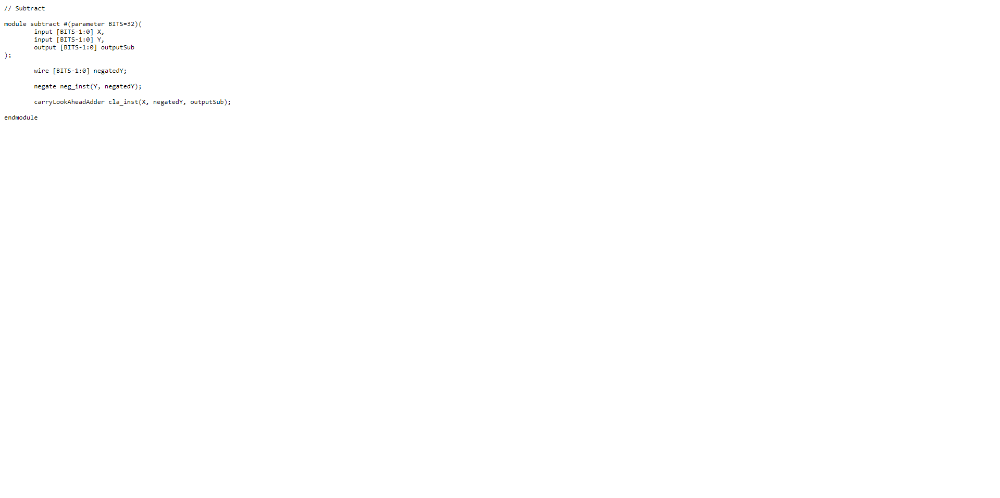 // Subtract
module subtract #(parameter BITS=32)(
input [BITS-1:0] X,
input [BITS-1:0] Y,
output [BITS-1:0] outputSub
);
wire [BITS-1:0] negatedY;
negate neg_inst(Y, negatedY);
carryLookAheadAdder cla_inst(X, negatedY, outputSub);
endmodule